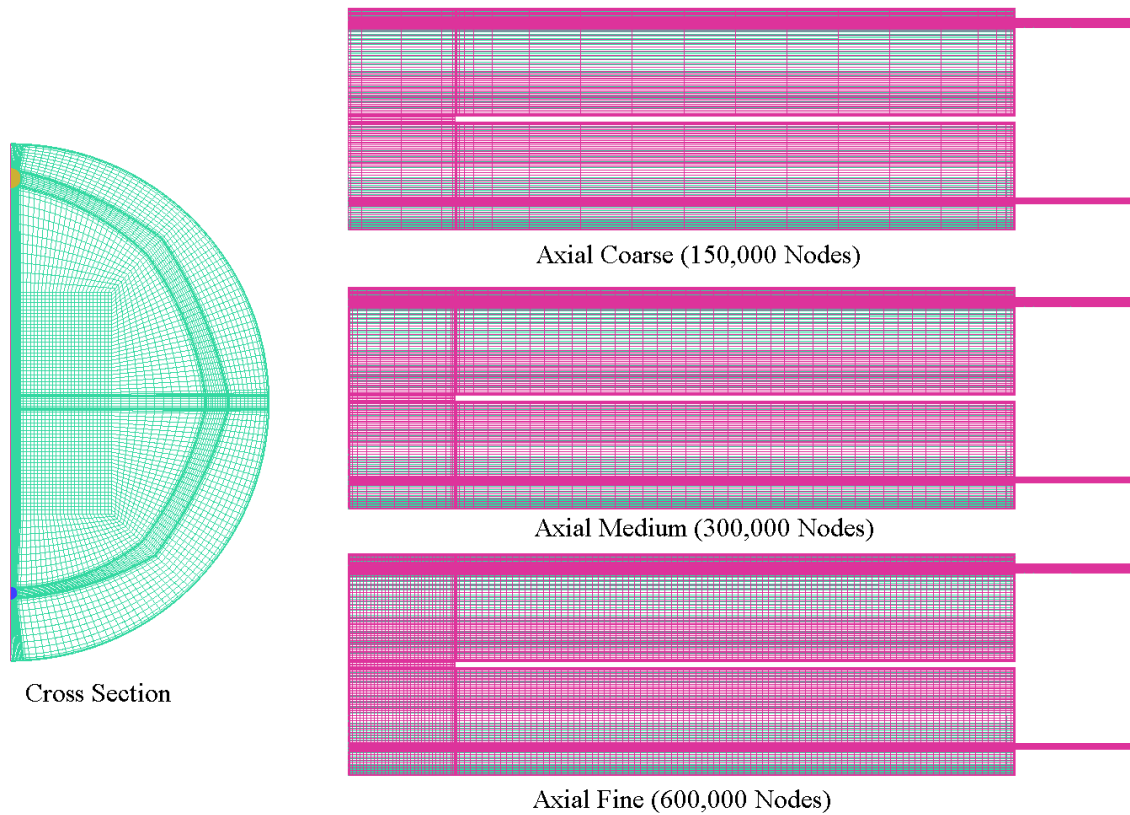 Axial Coarse (150,000 Nodes)
Axial Medium (300,000 Nodes)
Cross Section
Axial Fine (600,000 Nodes)